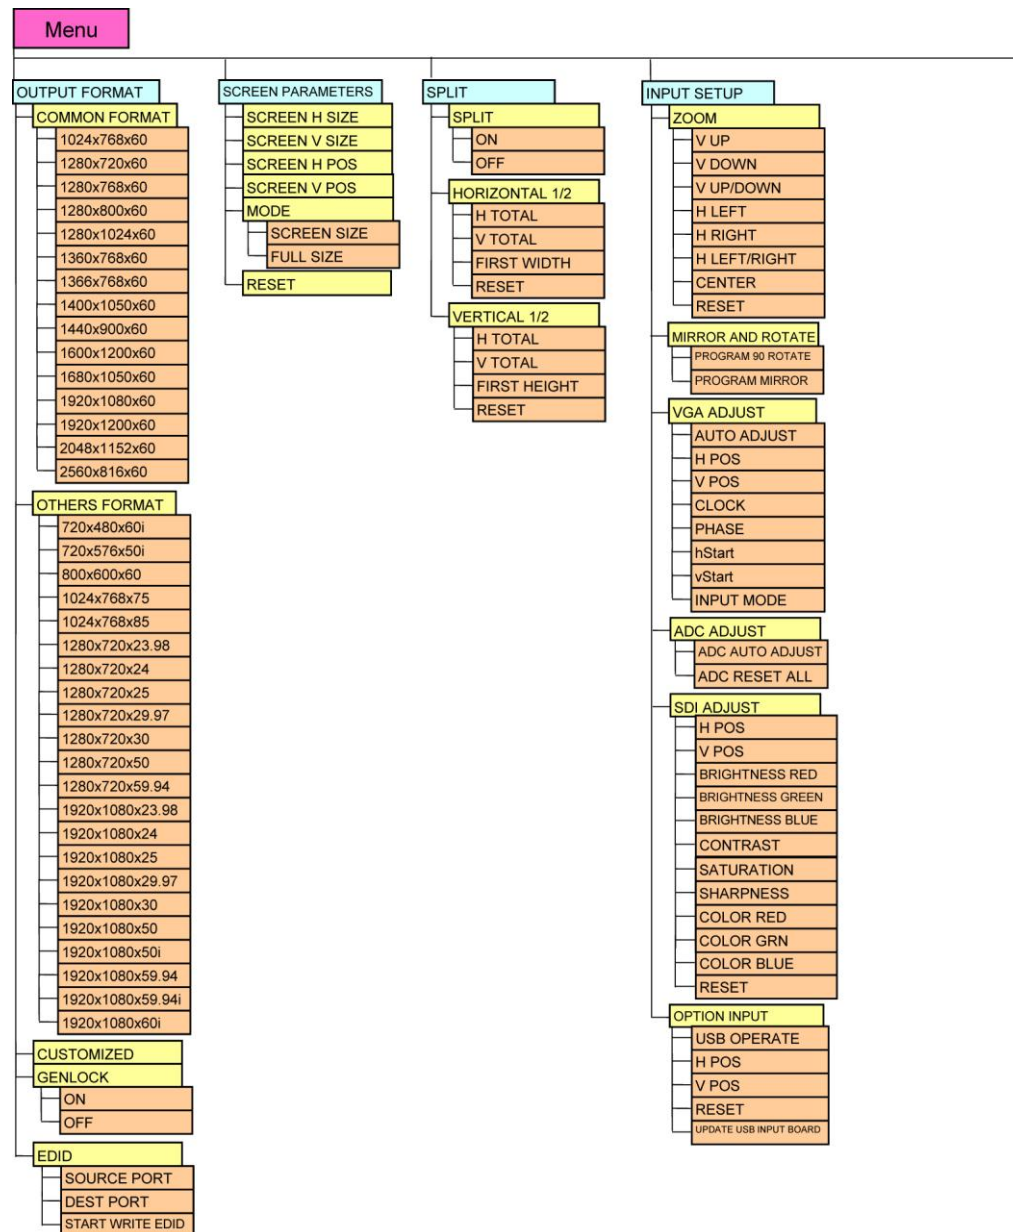 Menu
OUTPUT FORMAT
COMMON FORMAT
1024x768x60
1280x720x60
1280x768x60
1280x800x60
1280x1024x60
1360x768x60
1366x768x60
1400x1050x60
1440x900x60
1600x1200x60
1680x1050x60
1920x1080x60
1920x1200x60
2048x1152x60
2560x816x60
OTHERS FORMAT
720x480x60i
720x576x50i
800x600x60
1024x768x75
1024x768x85
1280x720x23.98
1280x720x24
1280x720x25
1280x720x29.97
1280x720x30
1280x720x50
1280x720x59.94
1920x1080x23.98
1920x1080x24
1920x1080x25
1920x1080x29.97
1920x1080x30
1920x1080x50
1920x1080x50i
1920x1080x59.94
1920x1080x59.94i
1920x1080x60i
CUSTOMIZED
GENLOCK
ON
OFF
EDID
SOURCE PORT
DEST PORT
START WRITE EDID
SCREEN PARAMETERS
SCREEN H SIZE
SCREEN V SIZE
SCREEN H POS
SCREEN V POS
MODE
SCREEN SIZE
FULL SIZE
RESET
SPLIT
SPLIT
ON
OFF
HORIZONTAL 1/2
H TOTAL
V TOTAL
FIRST WIDTH
RESET
VERTICAL 1/2
H TOTAL
V TOTAL
FIRST HEIGHT
RESET
INPUT SETUP
ZOOM
V UP
V DOWN
V UP/DOWN
H LEFT
H RIGHT
H LEFT/RIGHT
CENTER
RESET
MIRROR AND ROTATE
PROGRAM 90 ROTATE
PROGRAM MIRROR
VGA ADJUST
AUTO ADJUST
H POS
V POS
CLOCK
PHASE
hStart
vStart
INPUT MODE
ADC ADJUST
ADC AUTO ADJUST
ADC RESET ALL
SDI ADJUST
H POS
V POS
BRIGHTNESS RED
BRIGHTNESS GREEN
BRIGHTNESS BLUE
CONTRAST
SATURATION
SHARPNESS
COLOR RED
COLOR GRN
COLOR BLUE
RESET
OPTION INPUT
USB OPERATE
H POS
V POS
RESET
UPDATE USB INPUT BOARD